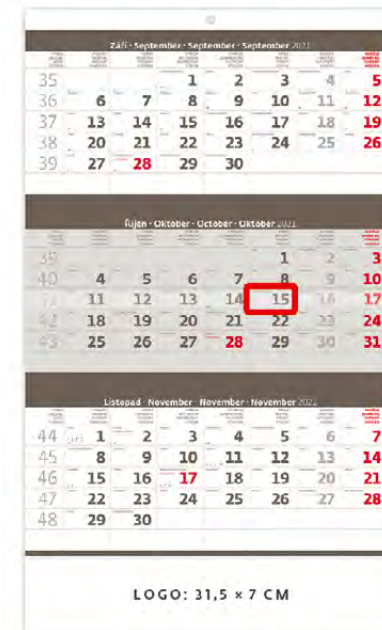 Září · September · September · September 2021
35 1 2 3 4 5
36 6 7 8 9 10 11 12
37 13 14 15 16 17 18 19
38 20 21 22 23 24 25 26
39 27 28 29 30
Říjen · Oktober · October · Oktober 2021
39 1 2 3
40 4 5 6 7 8 9 10
11 12 13 14 15 16 17
42 18 19 20 21 22 23 24
43 25 26 27 28 29 30 31
Listopad · November · November · November 2021
44 1 2 3 4 5 6 7
45 8 9 10 11 12 13 14
46 15 16 17 18 19 20 21
47 22 23 24 25 26 27 28
48 29 30
LOGO: 31,5 × 7 CM